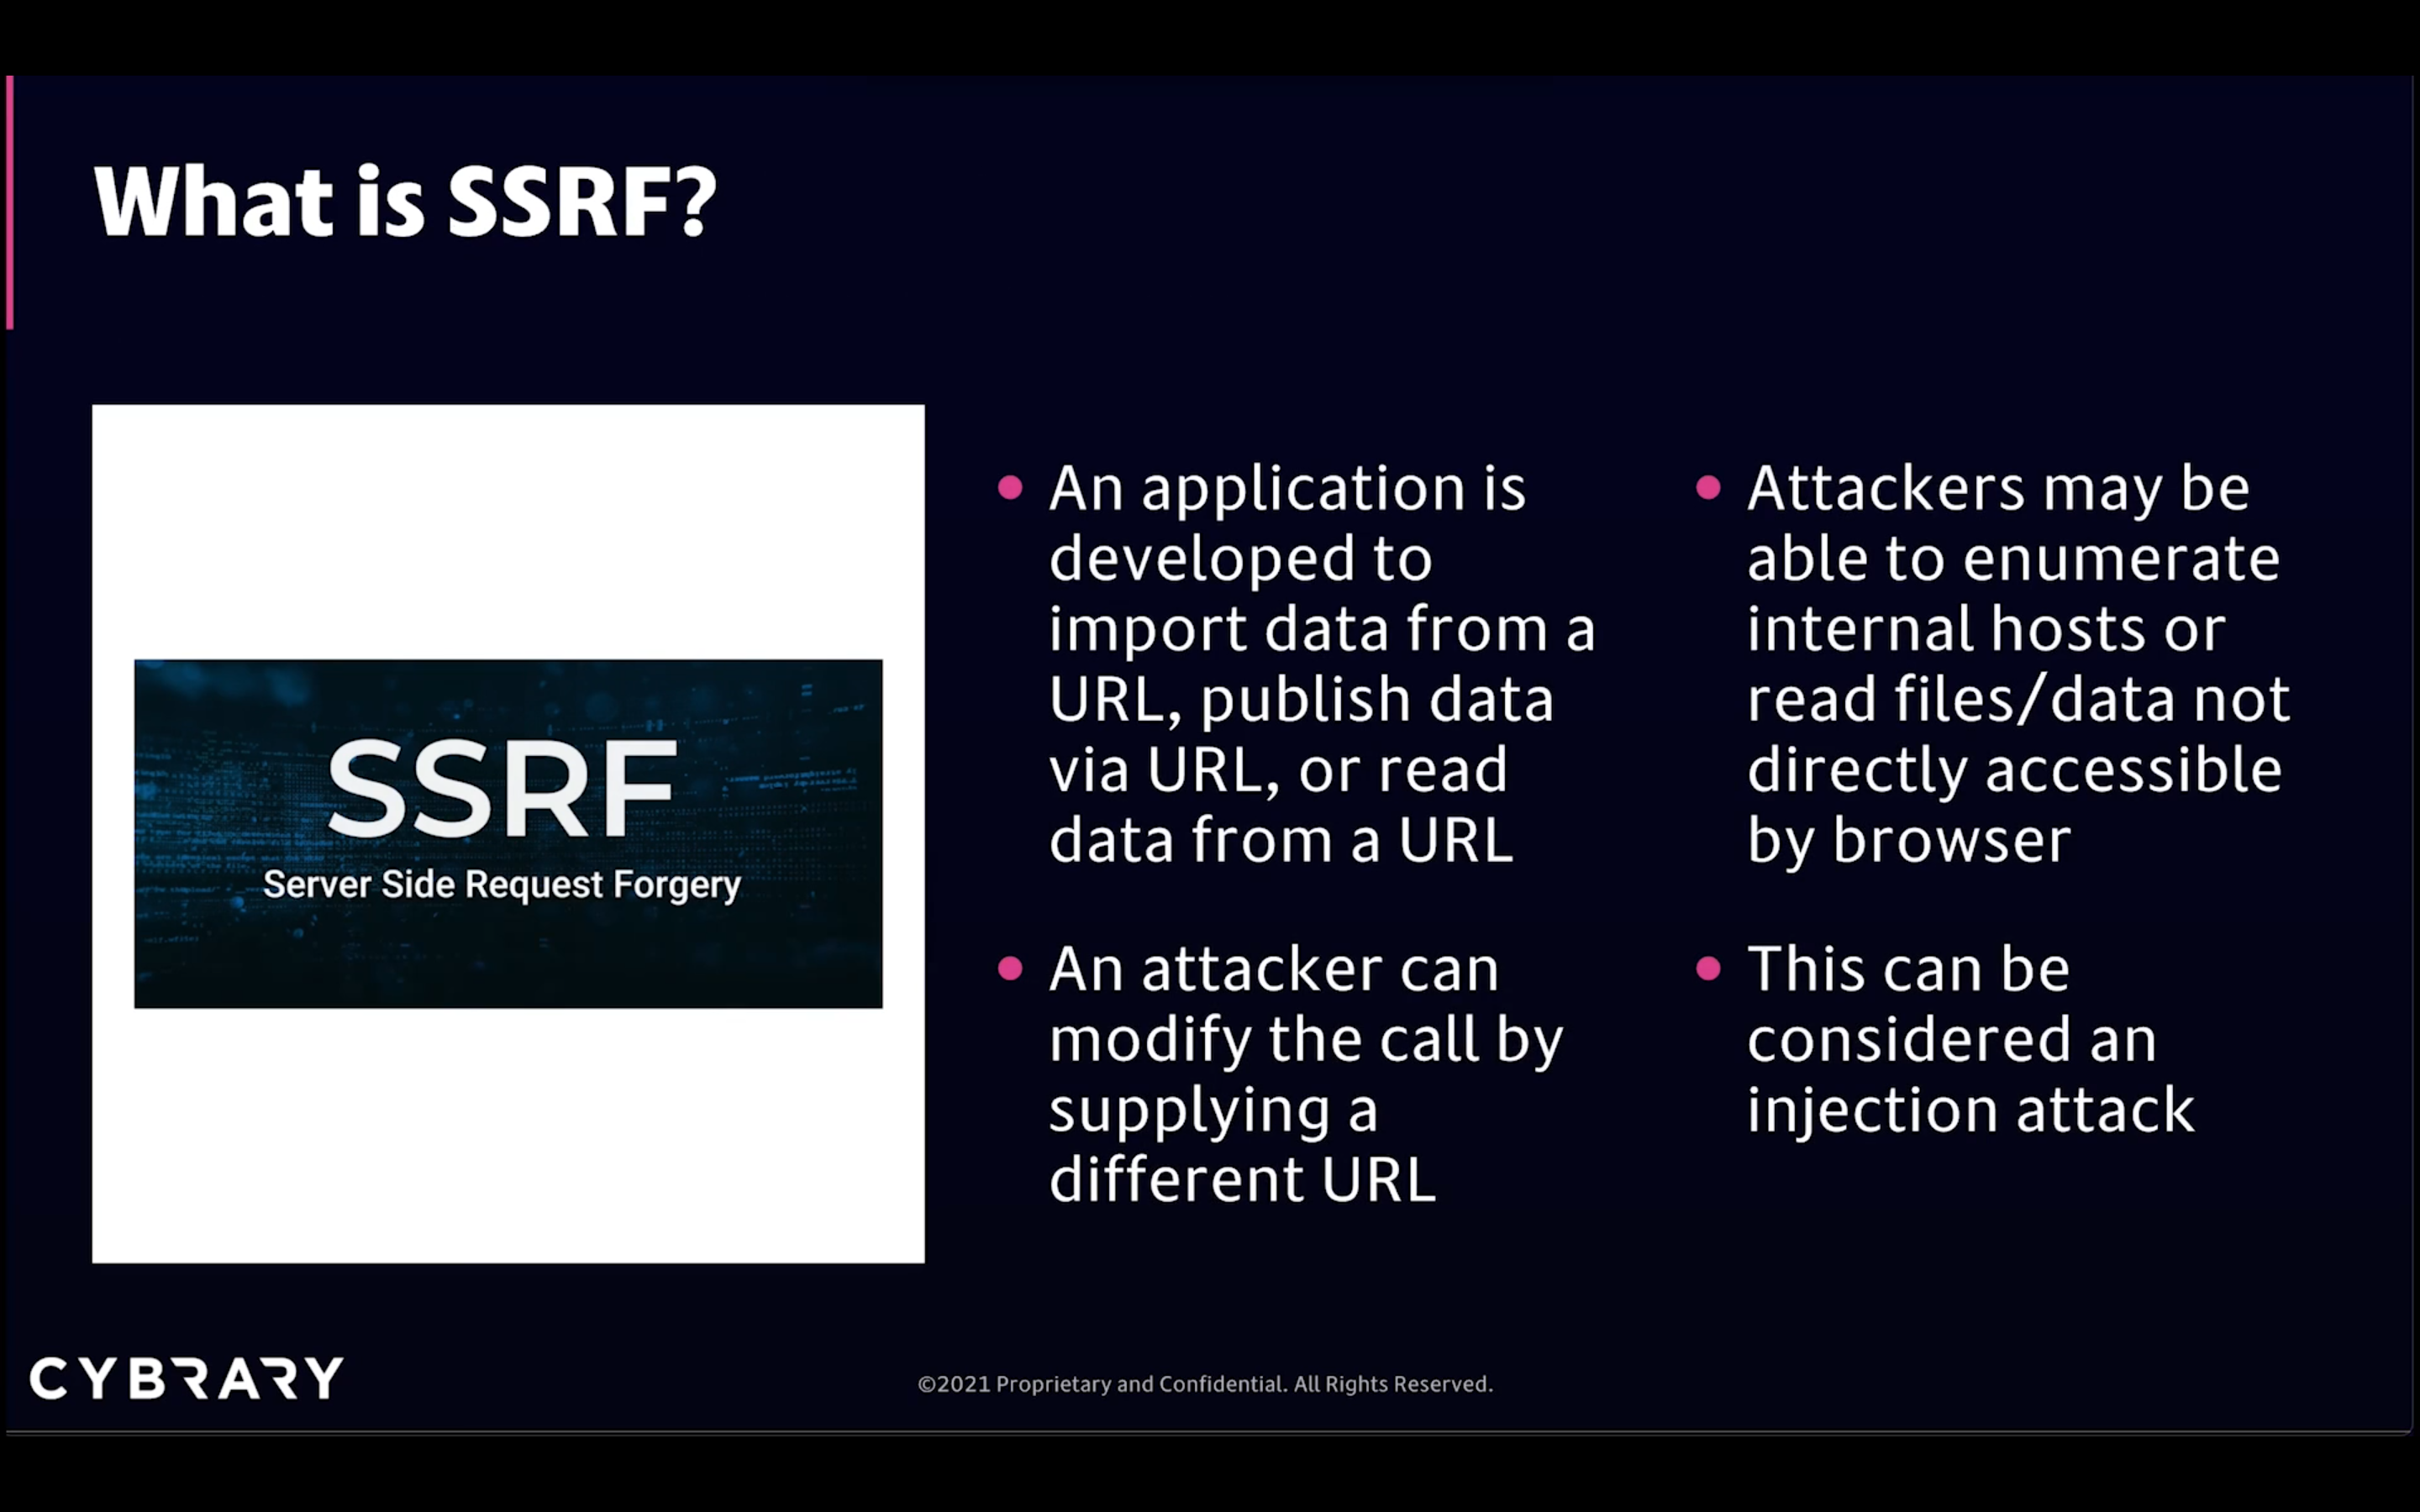 What is SSRF?
SSRF
Server Side Request Forgery
An application is
developed to
import data from a
URL, publish data
via URL, or read
data from a URL
An attacker can
modify the call by
supplying a
different URL
Attackers may be
able to enumerate
internal hosts or
read files/data not
directly accessible
by browser
This can be
considered an
injection attack
CYBRARY
©2021 Proprietary and Confidential. All Rights Reserved.